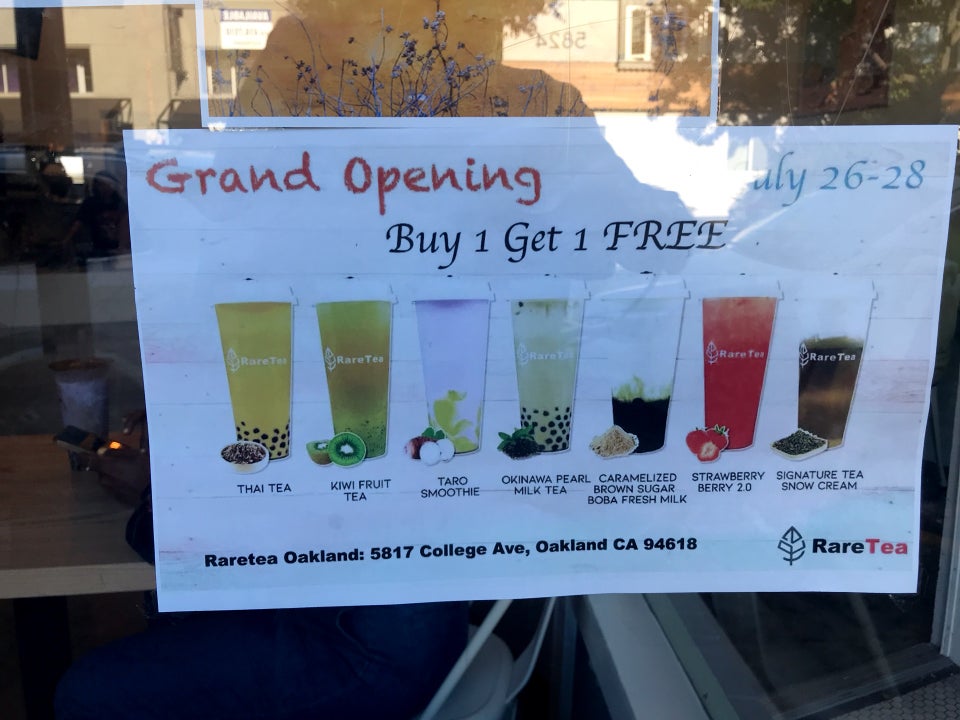 5824
Grand Opening
uly 26-28
Buy 1 Get 1 FREE
RareTea
RareTea
RareTea
RareTea
RareTea
THAI TEA
KIWI FRUIT
TEA
TARO
SMOOTHIE
OKINAWA PEARL
MILK TEA
CARAMELIZED
BROWN SUGAR
BOBA FRESH MILK
STRAWBERRY
BERRY 2.0
SIGNATURE TEA
SNOW CREAM
Raretea Oakland: 5817 College Ave, Oakland CA 94618
RareTea